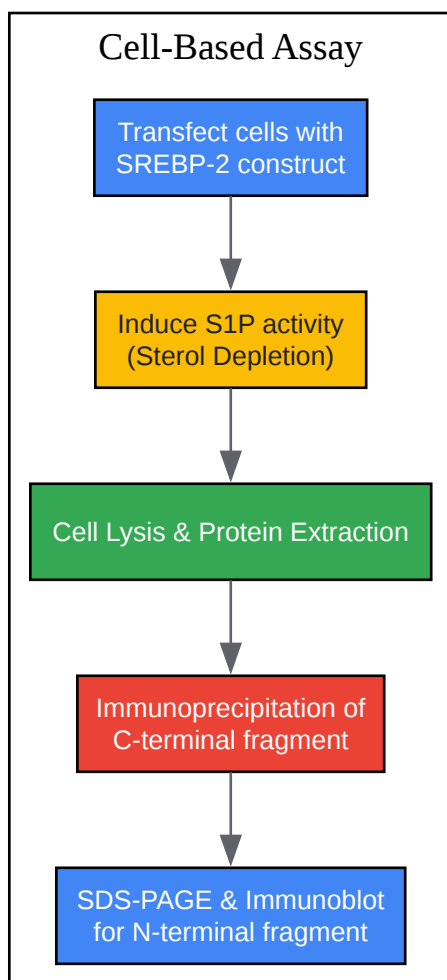 Cell-Based Assay
Transfect cells with
SREBP-2 construct
Induce S1P activity
(Sterol Depletion)
Cell Lysis & Protein Extraction
Immunoprecipitation of
C-terminal fragment
SDS-PAGE & Immunoblot
for N-terminal fragment